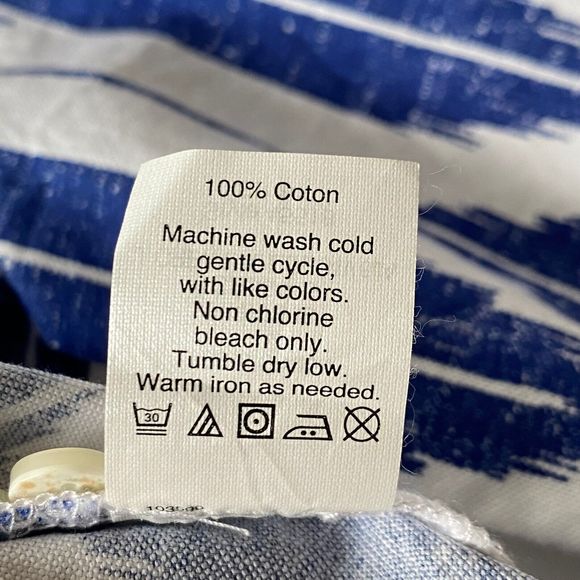 100% Coton
Machine wash cold
gentle cycle,
with like colors.
Non chlorine
bleach only.
Tumble dry low.
Warm iron as needed.
30